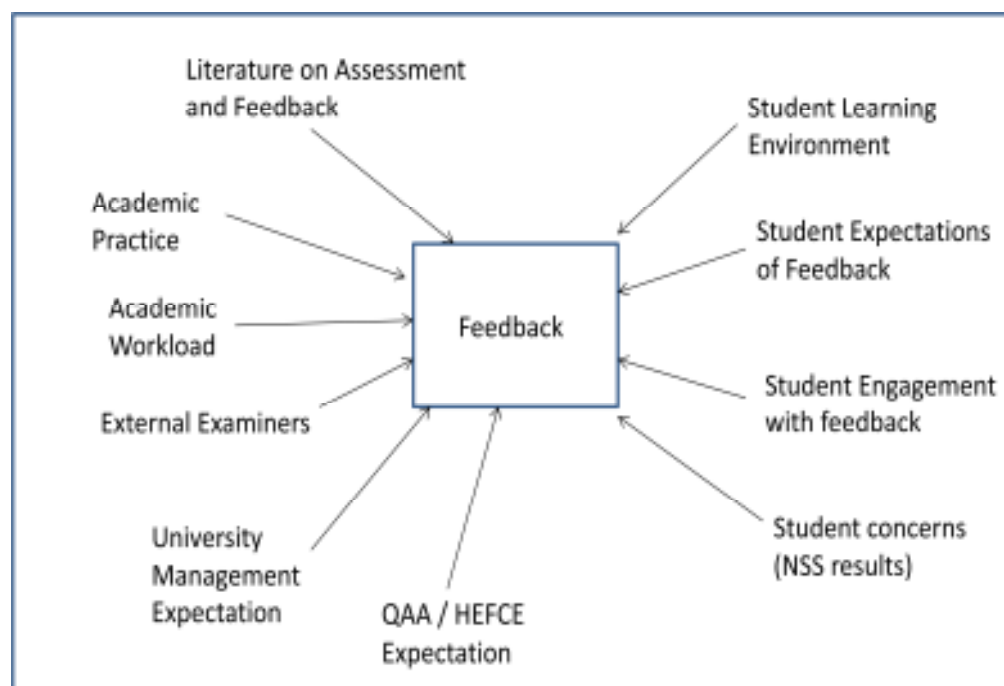 Literature on Assessment
and Feedback
Student Learning
Environment
Academic
Practice
Student Expectations
of Feedback
Academic
Workload
Feedback
External Examiners
Student Engagement
with feedback
University
Management
Expectation
Student concerns
(NSS results)
QAA / HEFCE
Expectation